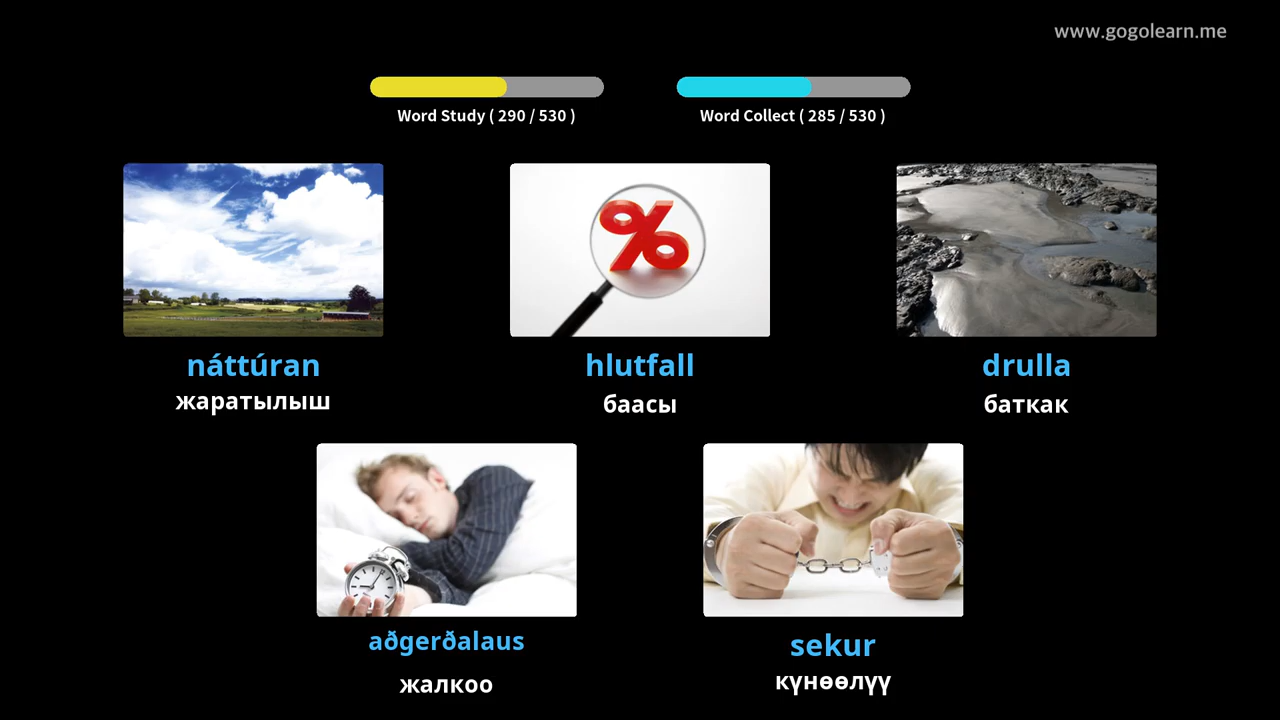 www.gogolearn.me
Word Study ( 290 / 530 )
Word Collect ( 285 / 530 )
náttúran
жаратылыш
hlutfall
баасы
drulla
баткак
aðgerðalaus
жалкоо
sekur
күнөөлүү